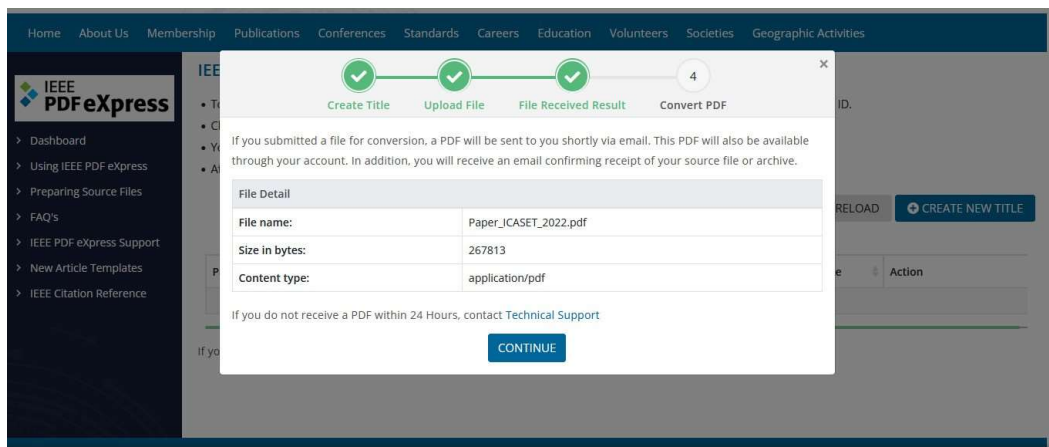 Home About Us Membership Publications Conferences Standards Careers Education Volunteers Societies Geographic Activities
IEEE
PDFeXpress
> Dashboard
> Using IEEE PDF eXpress
> Preparing Source Files
> FAQ's
> IEEE PDF eXpress Support
> New Article Templates
> IEEE Citation Reference
IEE
ID.
4
×
Create Title Upload File File Received Result Convert PDF
If you submitted a file for conversion, a PDF will be sent to you shortly via email. This PDF will also be available
through your account. In addition, you will receive an email confirming receipt of your source file or archive.
File Detail
File name: Paper_ICASET_2022.pdf
Size in bytes: 267813
Content type: application/pdf
If you do not receive a PDF within 24 Hours, contact Technical Support
CONTINUE
RELOAD CREATE NEW TITLE
P
e Action
If yo